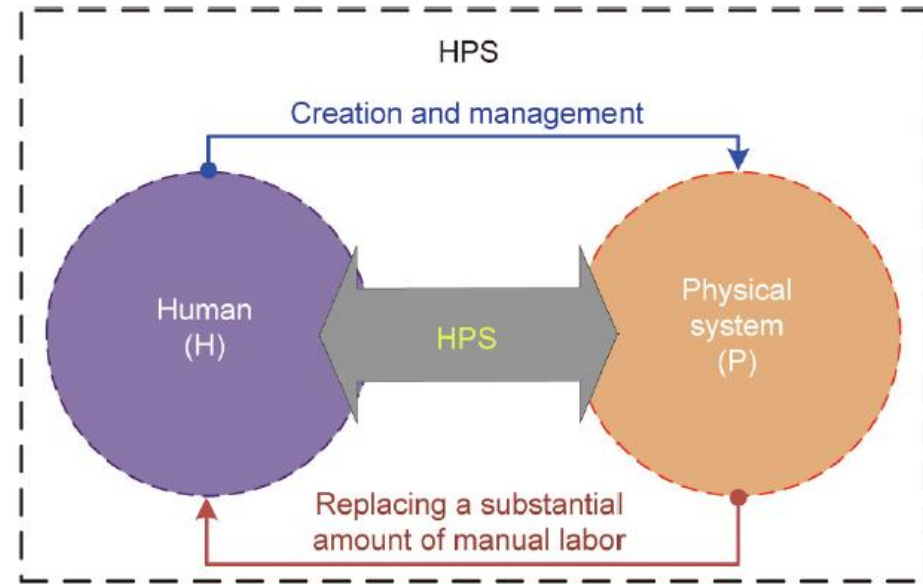 HPS
Creation and management
Human
(H)
HPS
Physical
system
(P)
Replacing a substantial
amount of manual labor